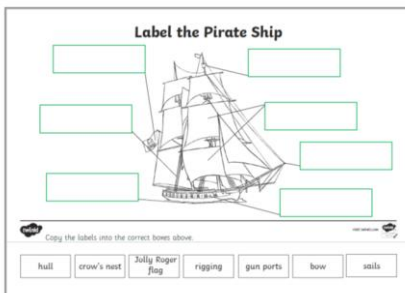 Label the Pirate Ship
twinkl
Copy the labels into the correct boxes above.
hull
crow's nest
Jolly Roger
flag
rigging
gun ports
bow
sails